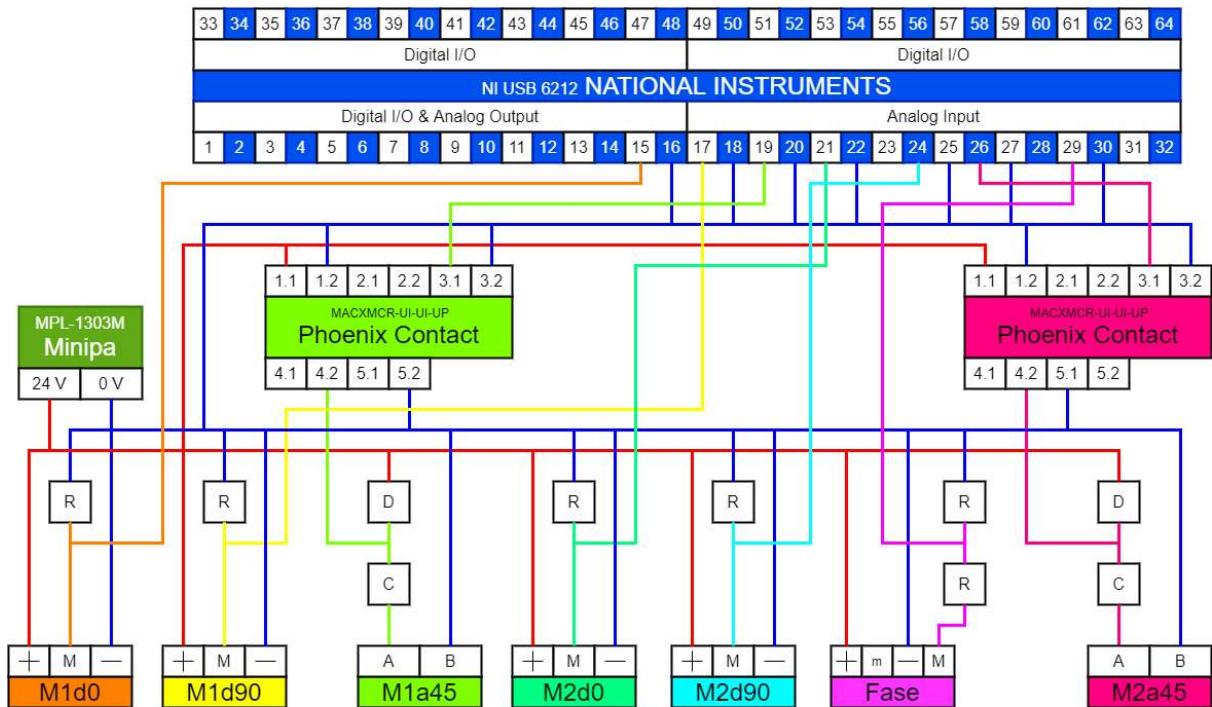 33 34 35 36 37 38 39 40 41 42 43 44 45 46 47 48 49 50 51 52 53 54 55 56 57 58 59 60 61 62 63 64
Digital I/O Digital I/O
NI USB 6212 NATIONAL INSTRUMENTS
Digital I/O & Analog Output Analog Input
1 2 3 4 5 6 7 8 9 10 11 12 13 14 15 16 17 18 19 20 21 22 23 24 25 26 27 28 29 30 31 32
1.1 1.2 2.1 2.2 3.1 3.2 1.1 1.2 2.1 2.2 3.1 3.2
MACXMCR-UI-UI-UP MACXMCR-UI-UI-UP
Phoenix Contact Phoenix Contact
MPL-1303M
Minipa
24 V 0 V
4.1 4.2 5.1 5.2 4.1 4.2 5.1 5.2
R R D R R R D
C R C
+ M — + M — A B + M — + M — + m — M A B
M1d0 M1d90 M1a45 M2d0 M2d90 Fase M2a45